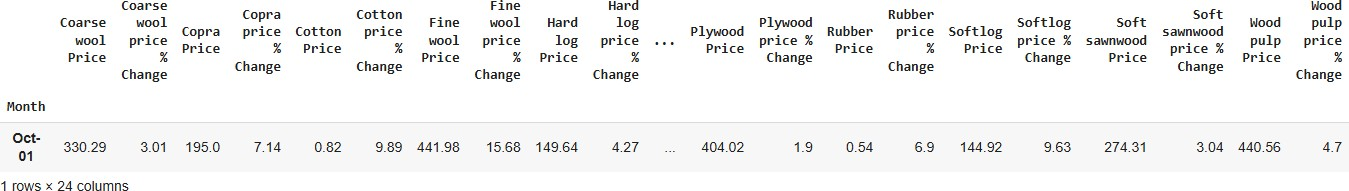 Coarse wool Price Coarse wool price % Change Copra Price Copra price % Change Cotton Price Cotton price % Change Fine wool Price Fine wool price % Change Hard log Price Hard log price % Change ... Plywood Price Plywood price % Change Rubber Price Rubber price % Change Softlog Price Softlog price % Change Soft sawnwood Price Soft sawnwood price % Change Wood pulp Price Wood pulp price % Change
Month
Oct-01 330.29 3.01 195.0 7.14 0.82 9.89 441.98 15.68 149.64 4.27 ... 404.02 1.9 0.54 6.9 144.92 9.63 274.31 3.04 440.56 4.7
1 rows × 24 columns